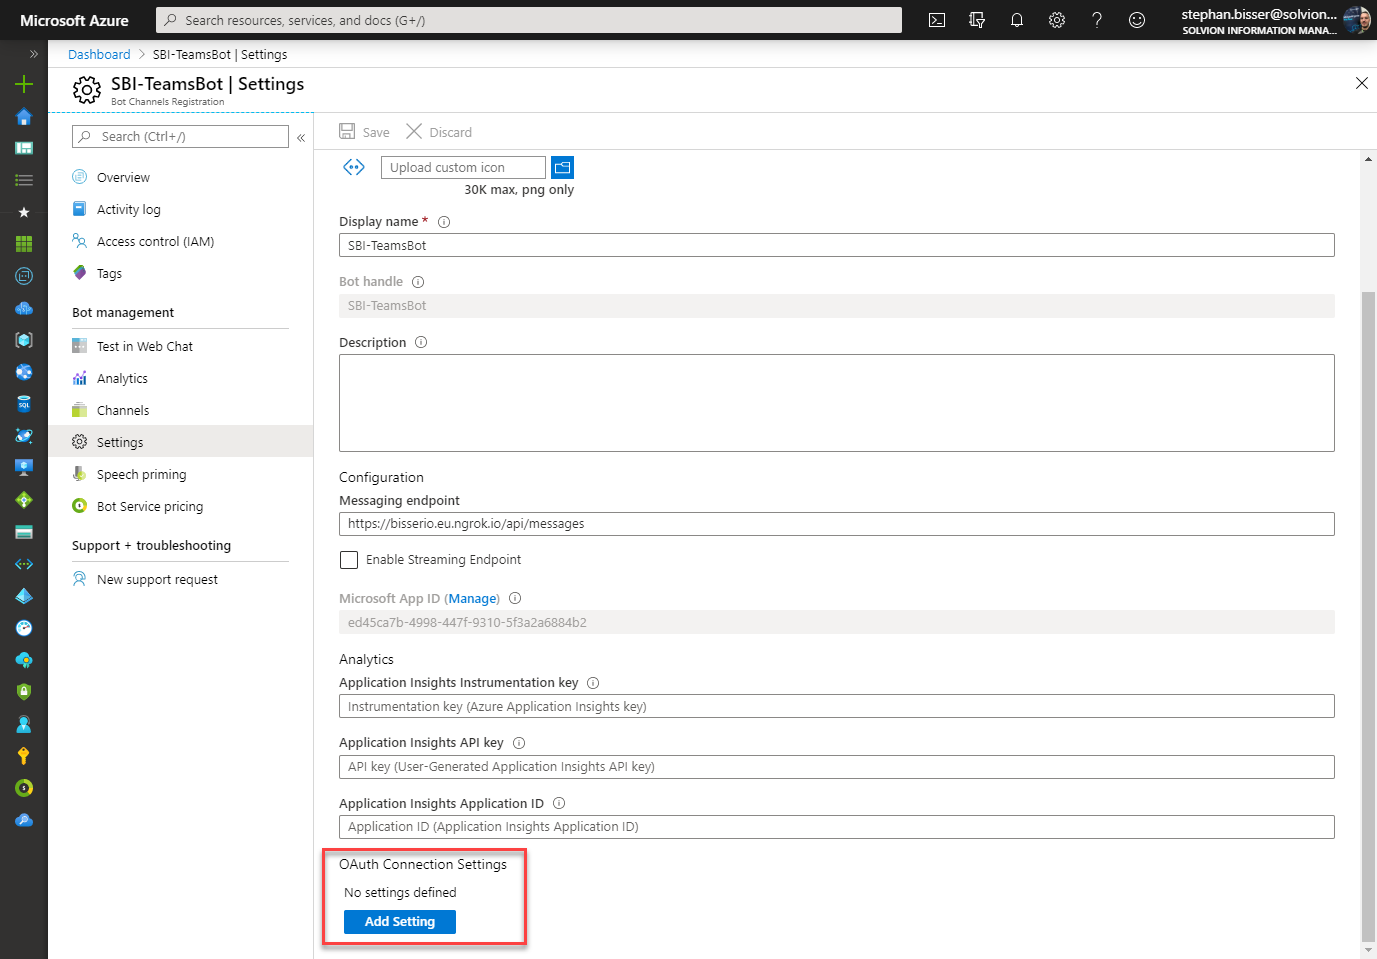 Microsoft Azure
Search resources, services, and docs (G+/)
stephan.bisser@solvion...
SOLVION INFORMATION MANA...
Dashboard > SBI-TeamsBot | Settings
SBI-TeamsBot | Settings
Bot Channels Registration
Search (Ctrl+/)
Overview
Activity log
Access control (IAM)
Tags
Bot management
Test in Web Chat
Analytics
Channels
Settings
Speech priming
Bot Service pricing
Support + troubleshooting
New support request
Save
Discard
Upload custom icon
30K max, png only
Display name *
SBI-TeamsBot
Bot handle
SBI-TeamsBot
Description
Configuration
Messaging endpoint
https://bisserio.eu.ngrok.io/api/messages
Enable Streaming Endpoint
Microsoft App ID (Manage)
ed45ca7b-4998-447f-9310-5f3a2a6884b2
Analytics
Application Insights Instrumentation key
Instrumentation key (Azure Application Insights key)
Application Insights API key
API key (User-Generated Application Insights API key)
Application Insights Application ID
Application ID (Application Insights Application ID)
OAuth Connection Settings
No settings defined
Add Setting